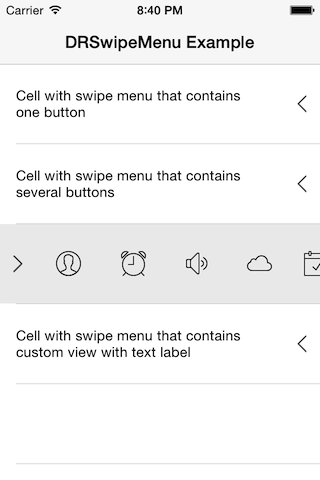 Carrier 8:40 PM
DRSwipeMenu Example
Cell with swipe menu that contains
one button
Cell with swipe menu that contains
several buttons
Cell with swipe menu that contains
custom view with text label